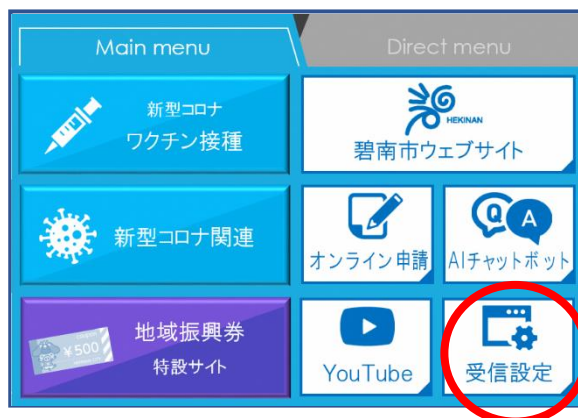 Main menu
Direct menu
新型コロナ
ワクチン接種
HEKINAN
碧南市ウェブサイト
新型コロナ関連
オンライン申請
Q A
AIチャットボット
¥500
地域振興券
特設サイト
YouTube
受信設定